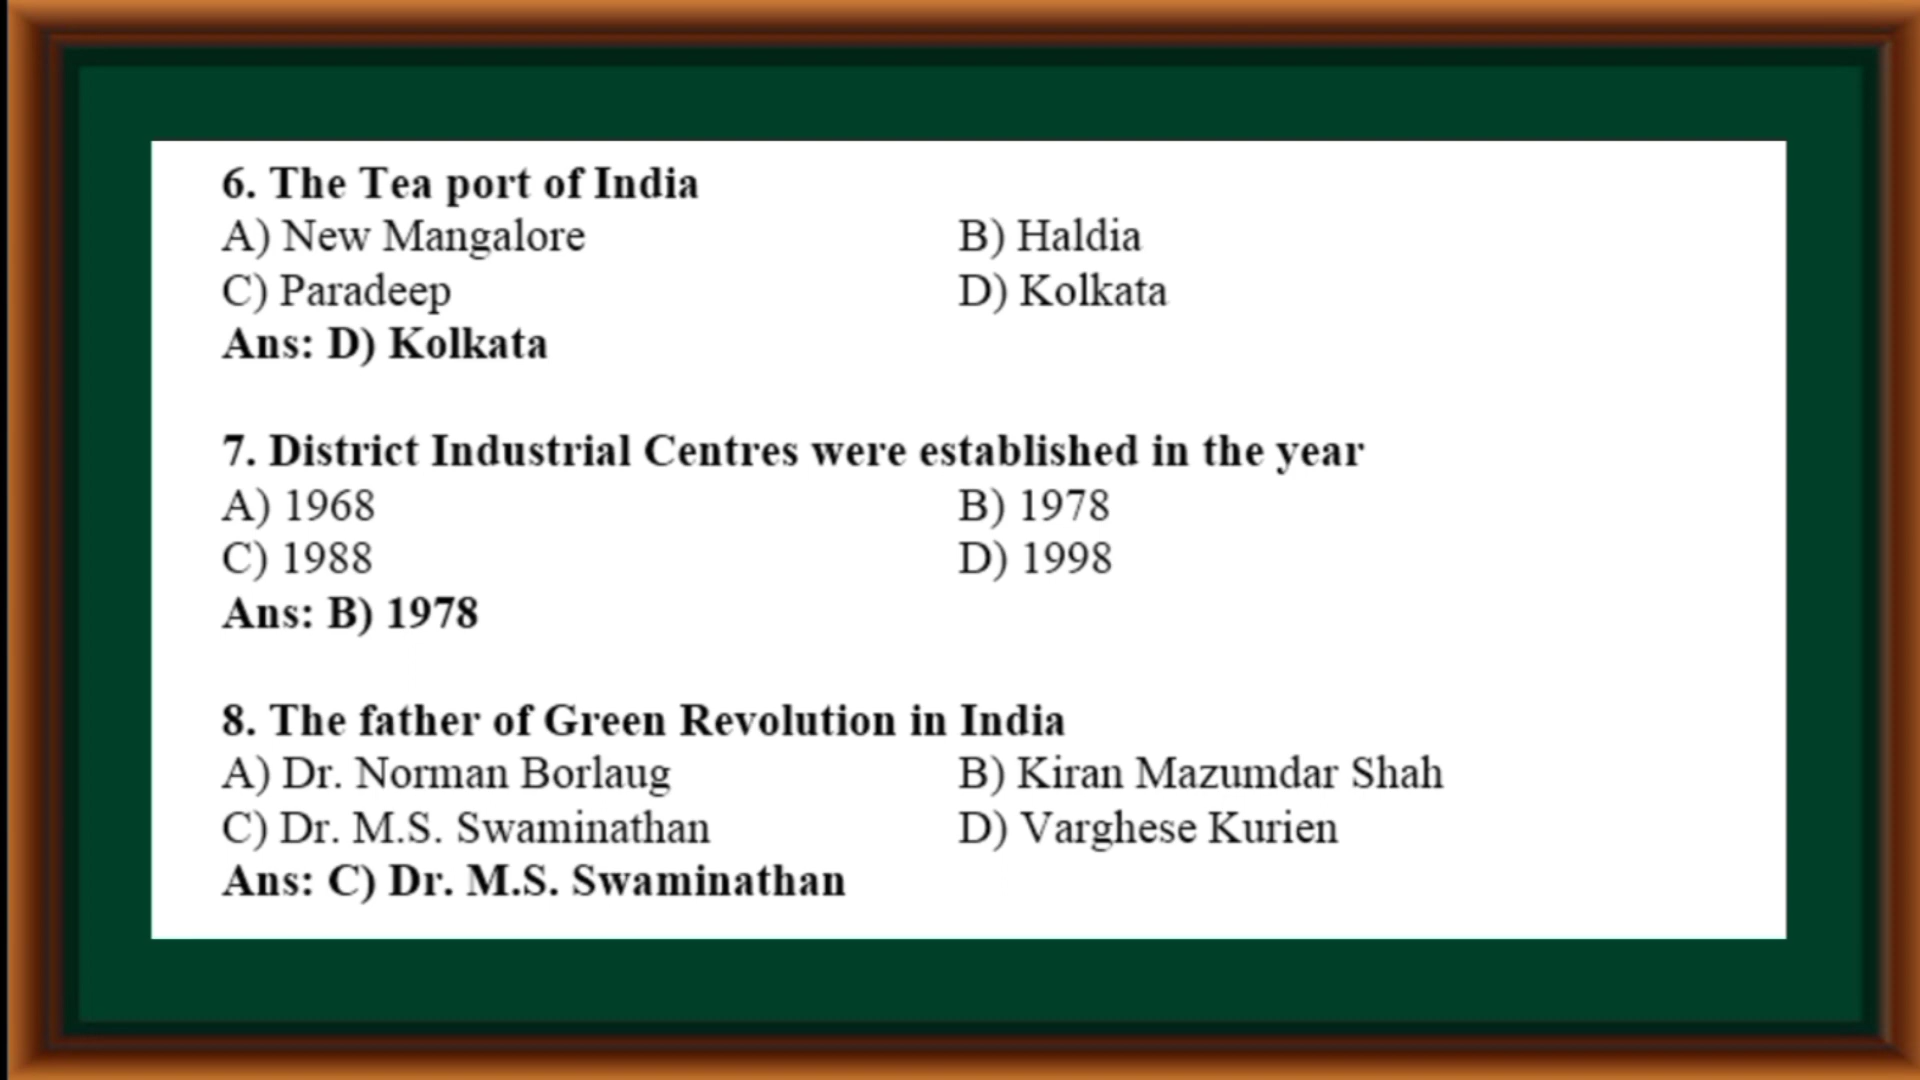 6. The Tea port of India
A) New Mangalore B) Haldia
C) Paradeep D) Kolkata
Ans: D) Kolkata
7. District Industrial Centres were established in the year
A) 1968 B) 1978
C) 1988 D) 1998
Ans: B) 1978
8. The father of Green Revolution in India
A) Dr. Norman Borlaug B) Kiran Mazumdar Shah
C) Dr. M.S. Swaminathan D) Varghese Kurien
Ans: C) Dr. M.S. Swaminathan